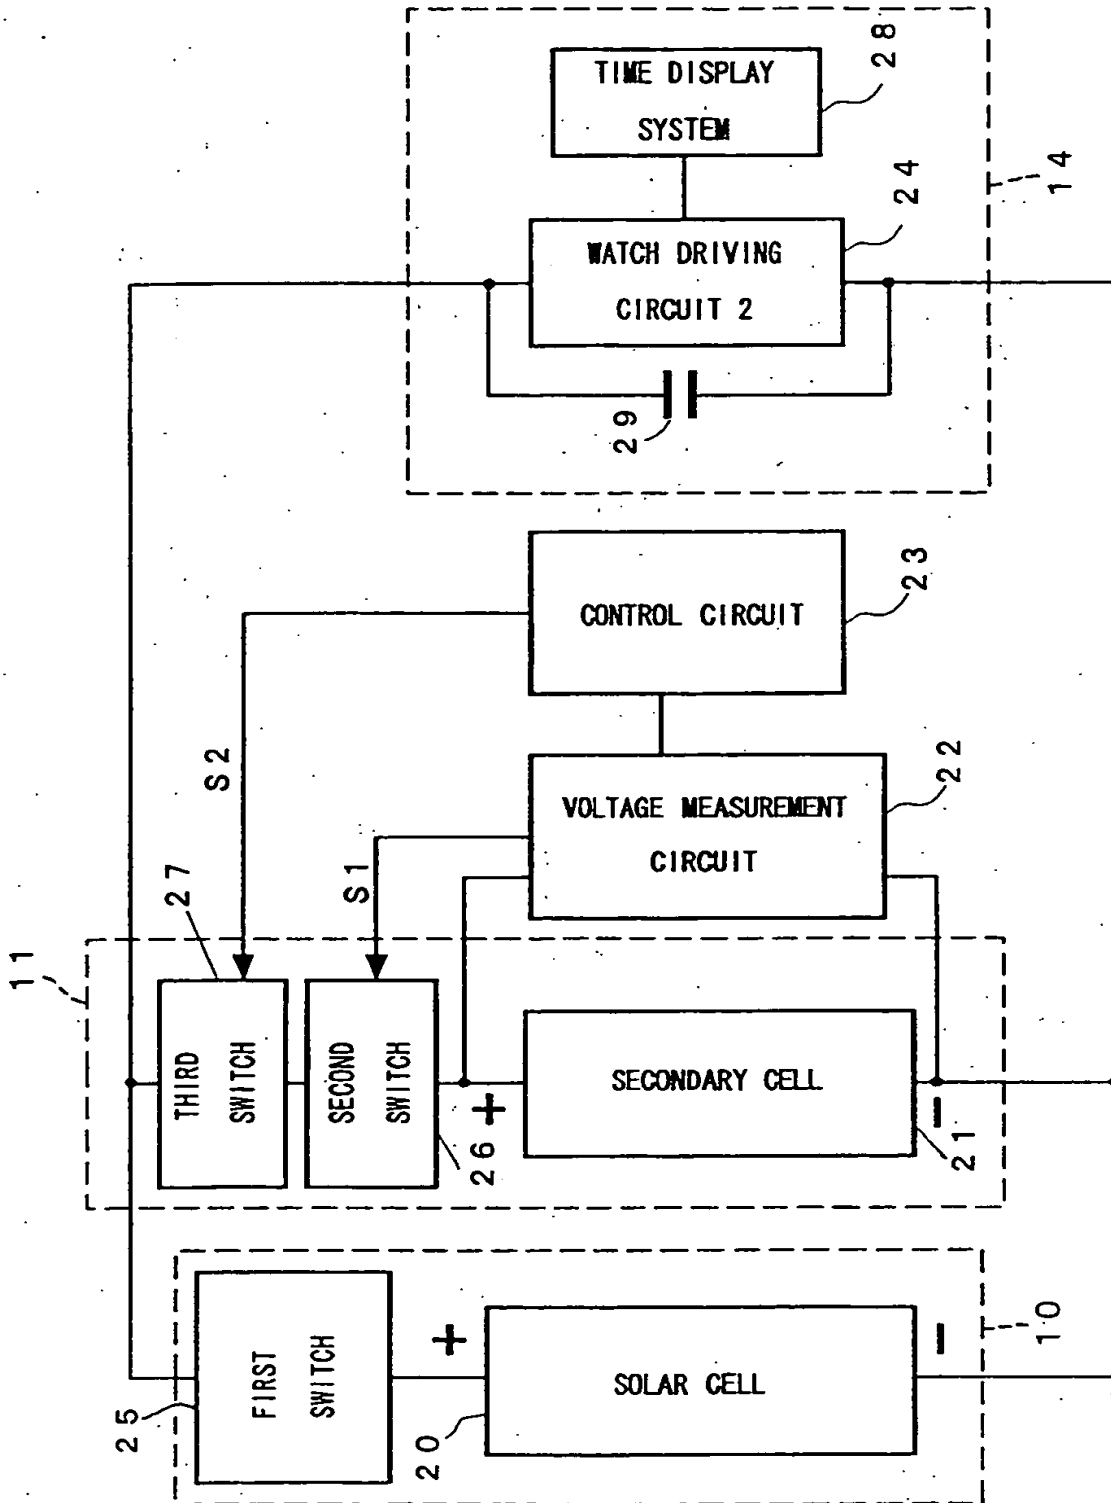 28
TIME DISPLAY
SYSTEM
24
14
WATCH DRIVING
CIRCUIT 2
29
23
CONTROL CIRCUIT
S2
22
VOLTAGE MEASUREMENT
CIRCUIT
S1
27
11
THIRD
SWITCH
SECOND
SWITCH
+
SECONDARY CELL
−
26
21
FIRST
SWITCH
+
SOLAR CELL
−
10
25
20